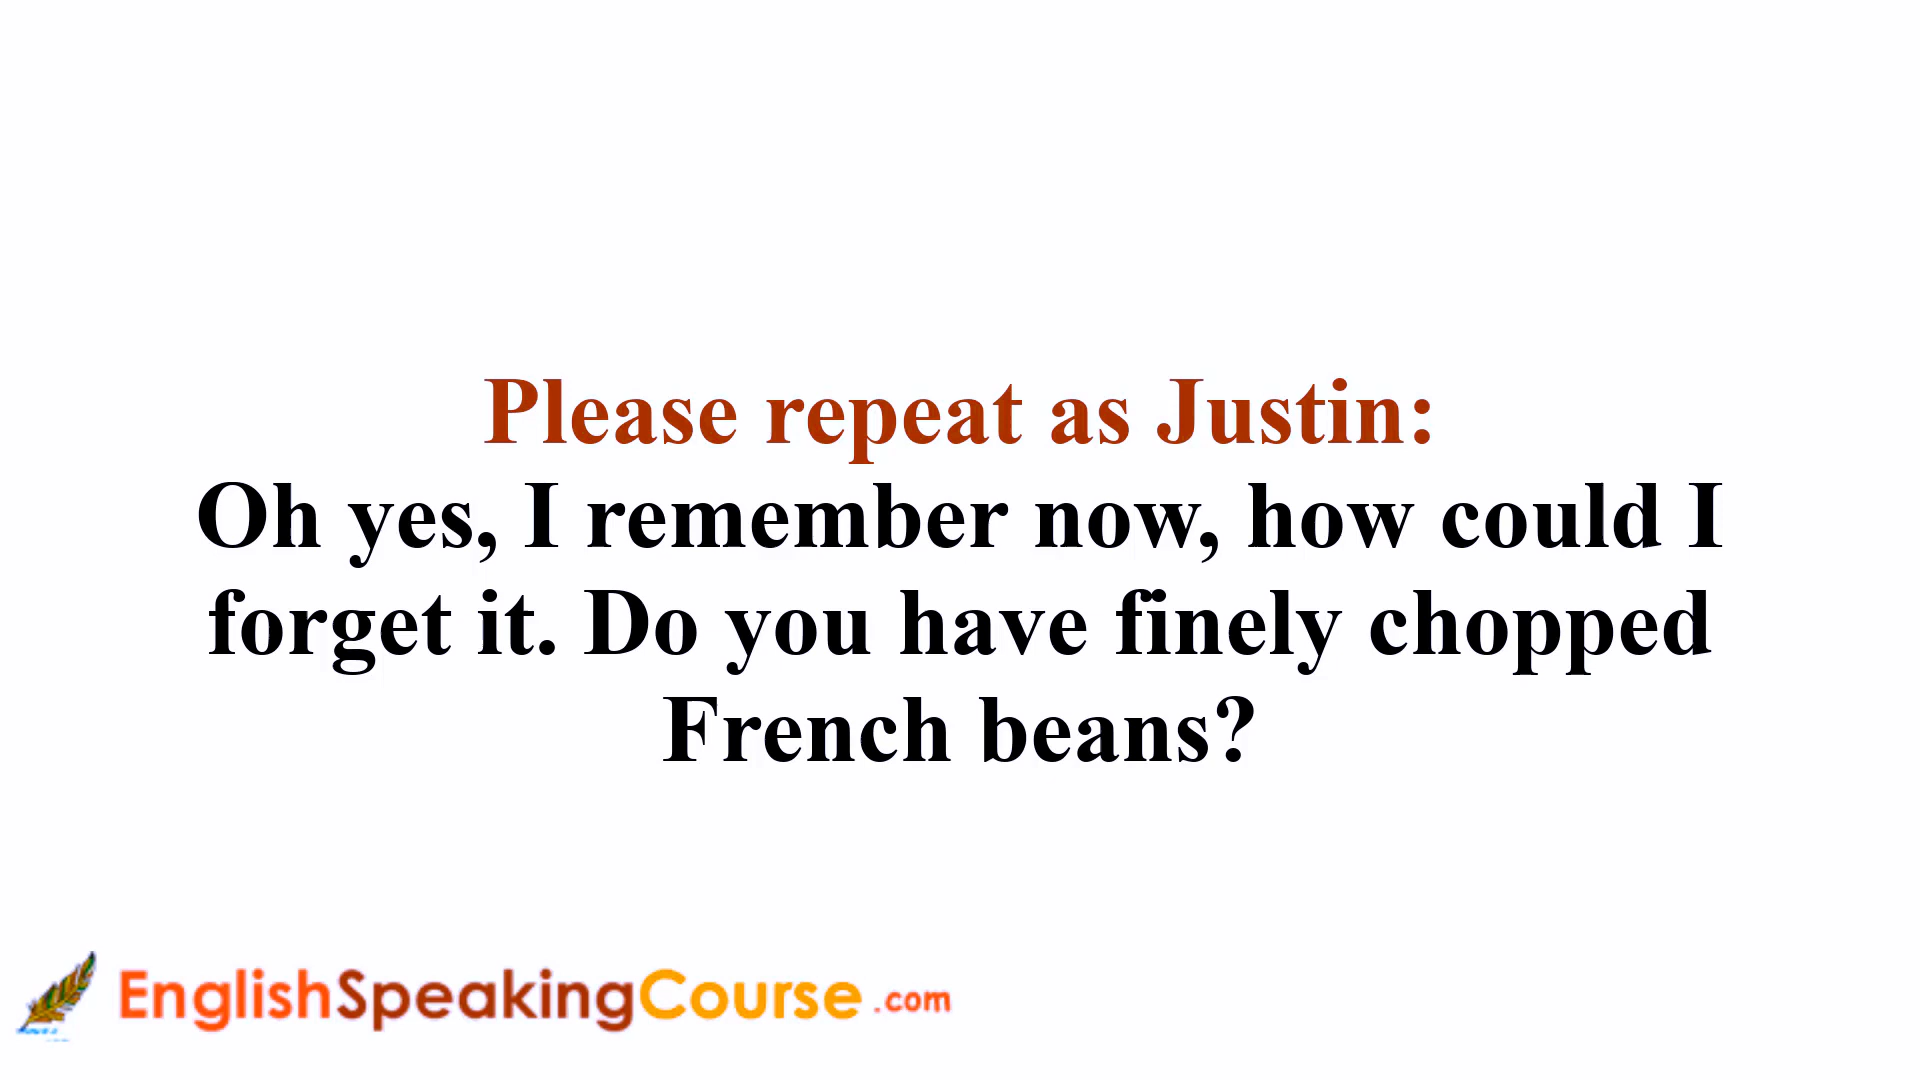 Please repeat as Justin:
Oh yes, I remember now, how could I
forget it. Do you have finely chopped
French beans?
EnglishSpeakingCourse.com